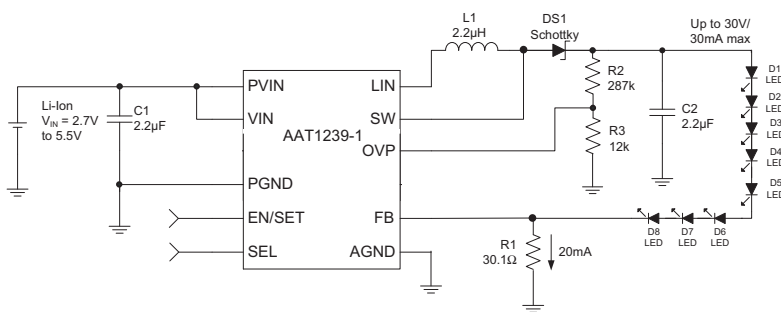 L1
2.2µH
DS1
Schottky
Up to 30V/
30mA max
Li-Ion
VIN = 2.7V
to 5.5V
C1
2.2µF
PVIN
VIN
PGND
EN/SET
SEL
AAT1239-1
LIN
SW
OVP
FB
AGND
R2
287k
R3
12k
C2
2.2µF
D1
LED
D2
LED
D3
LED
D4
LED
D5
LED
D8
LED
D7
LED
D6
LED
R1
30.1Ω
20mA